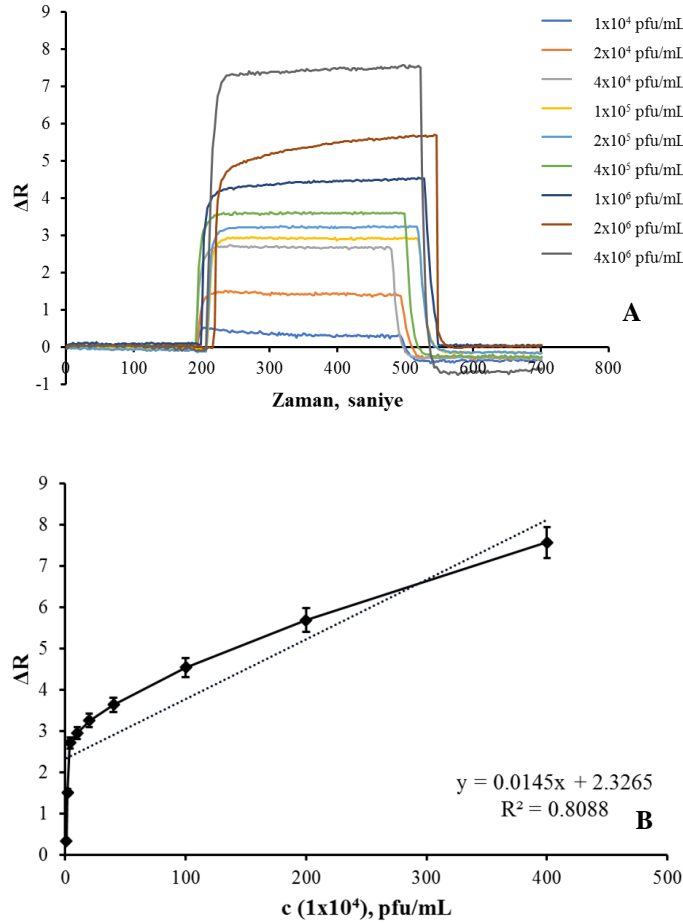 9
8
7
6
5
4
3
2
1
0
-1
ΔR
0 100 200 300 400 500 600 700 800
Zaman, saniye
1x10⁴ pfu/mL
2x10⁴ pfu/mL
4x10⁴ pfu/mL
1x10⁵ pfu/mL
2x10⁵ pfu/mL
4x10⁵ pfu/mL
1x10⁶ pfu/mL
2x10⁶ pfu/mL
4x10⁶ pfu/mL
A
9
8
7
6
5
4
3
2
1
0
ΔR
y = 0.0145x + 2.3265
R² = 0.8088
B
0 100 200 300 400 500
c (1x10⁴), pfu/mL